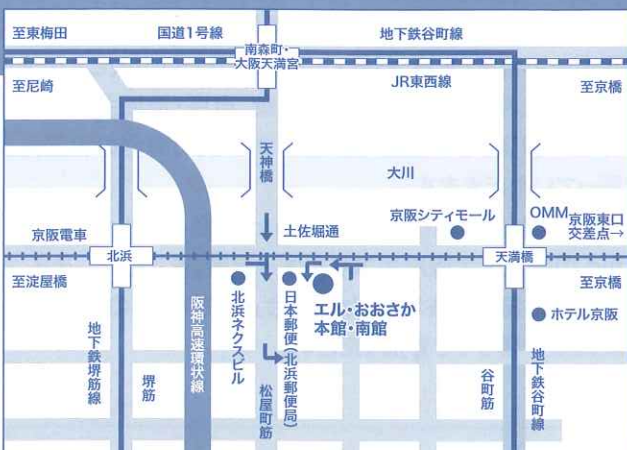 至東梅田
国道1号線
地下鉄谷町線
南森町・
大阪天満宮
至尼崎
JR東西線
至京橋
天神橋
大川
京阪電車
土佐堀通
京阪シティモール
OMM
京阪東口
交差点→
北浜
天満橋
至淀屋橋
至京橋
エル・おおさか
本館・南館
ホテル京阪
北浜ネクスビル
日本郵便(北浜郵便局)
阪神高速環状線
地下鉄堺筋線
堺筋
松屋町筋
谷町筋
地下鉄谷町線